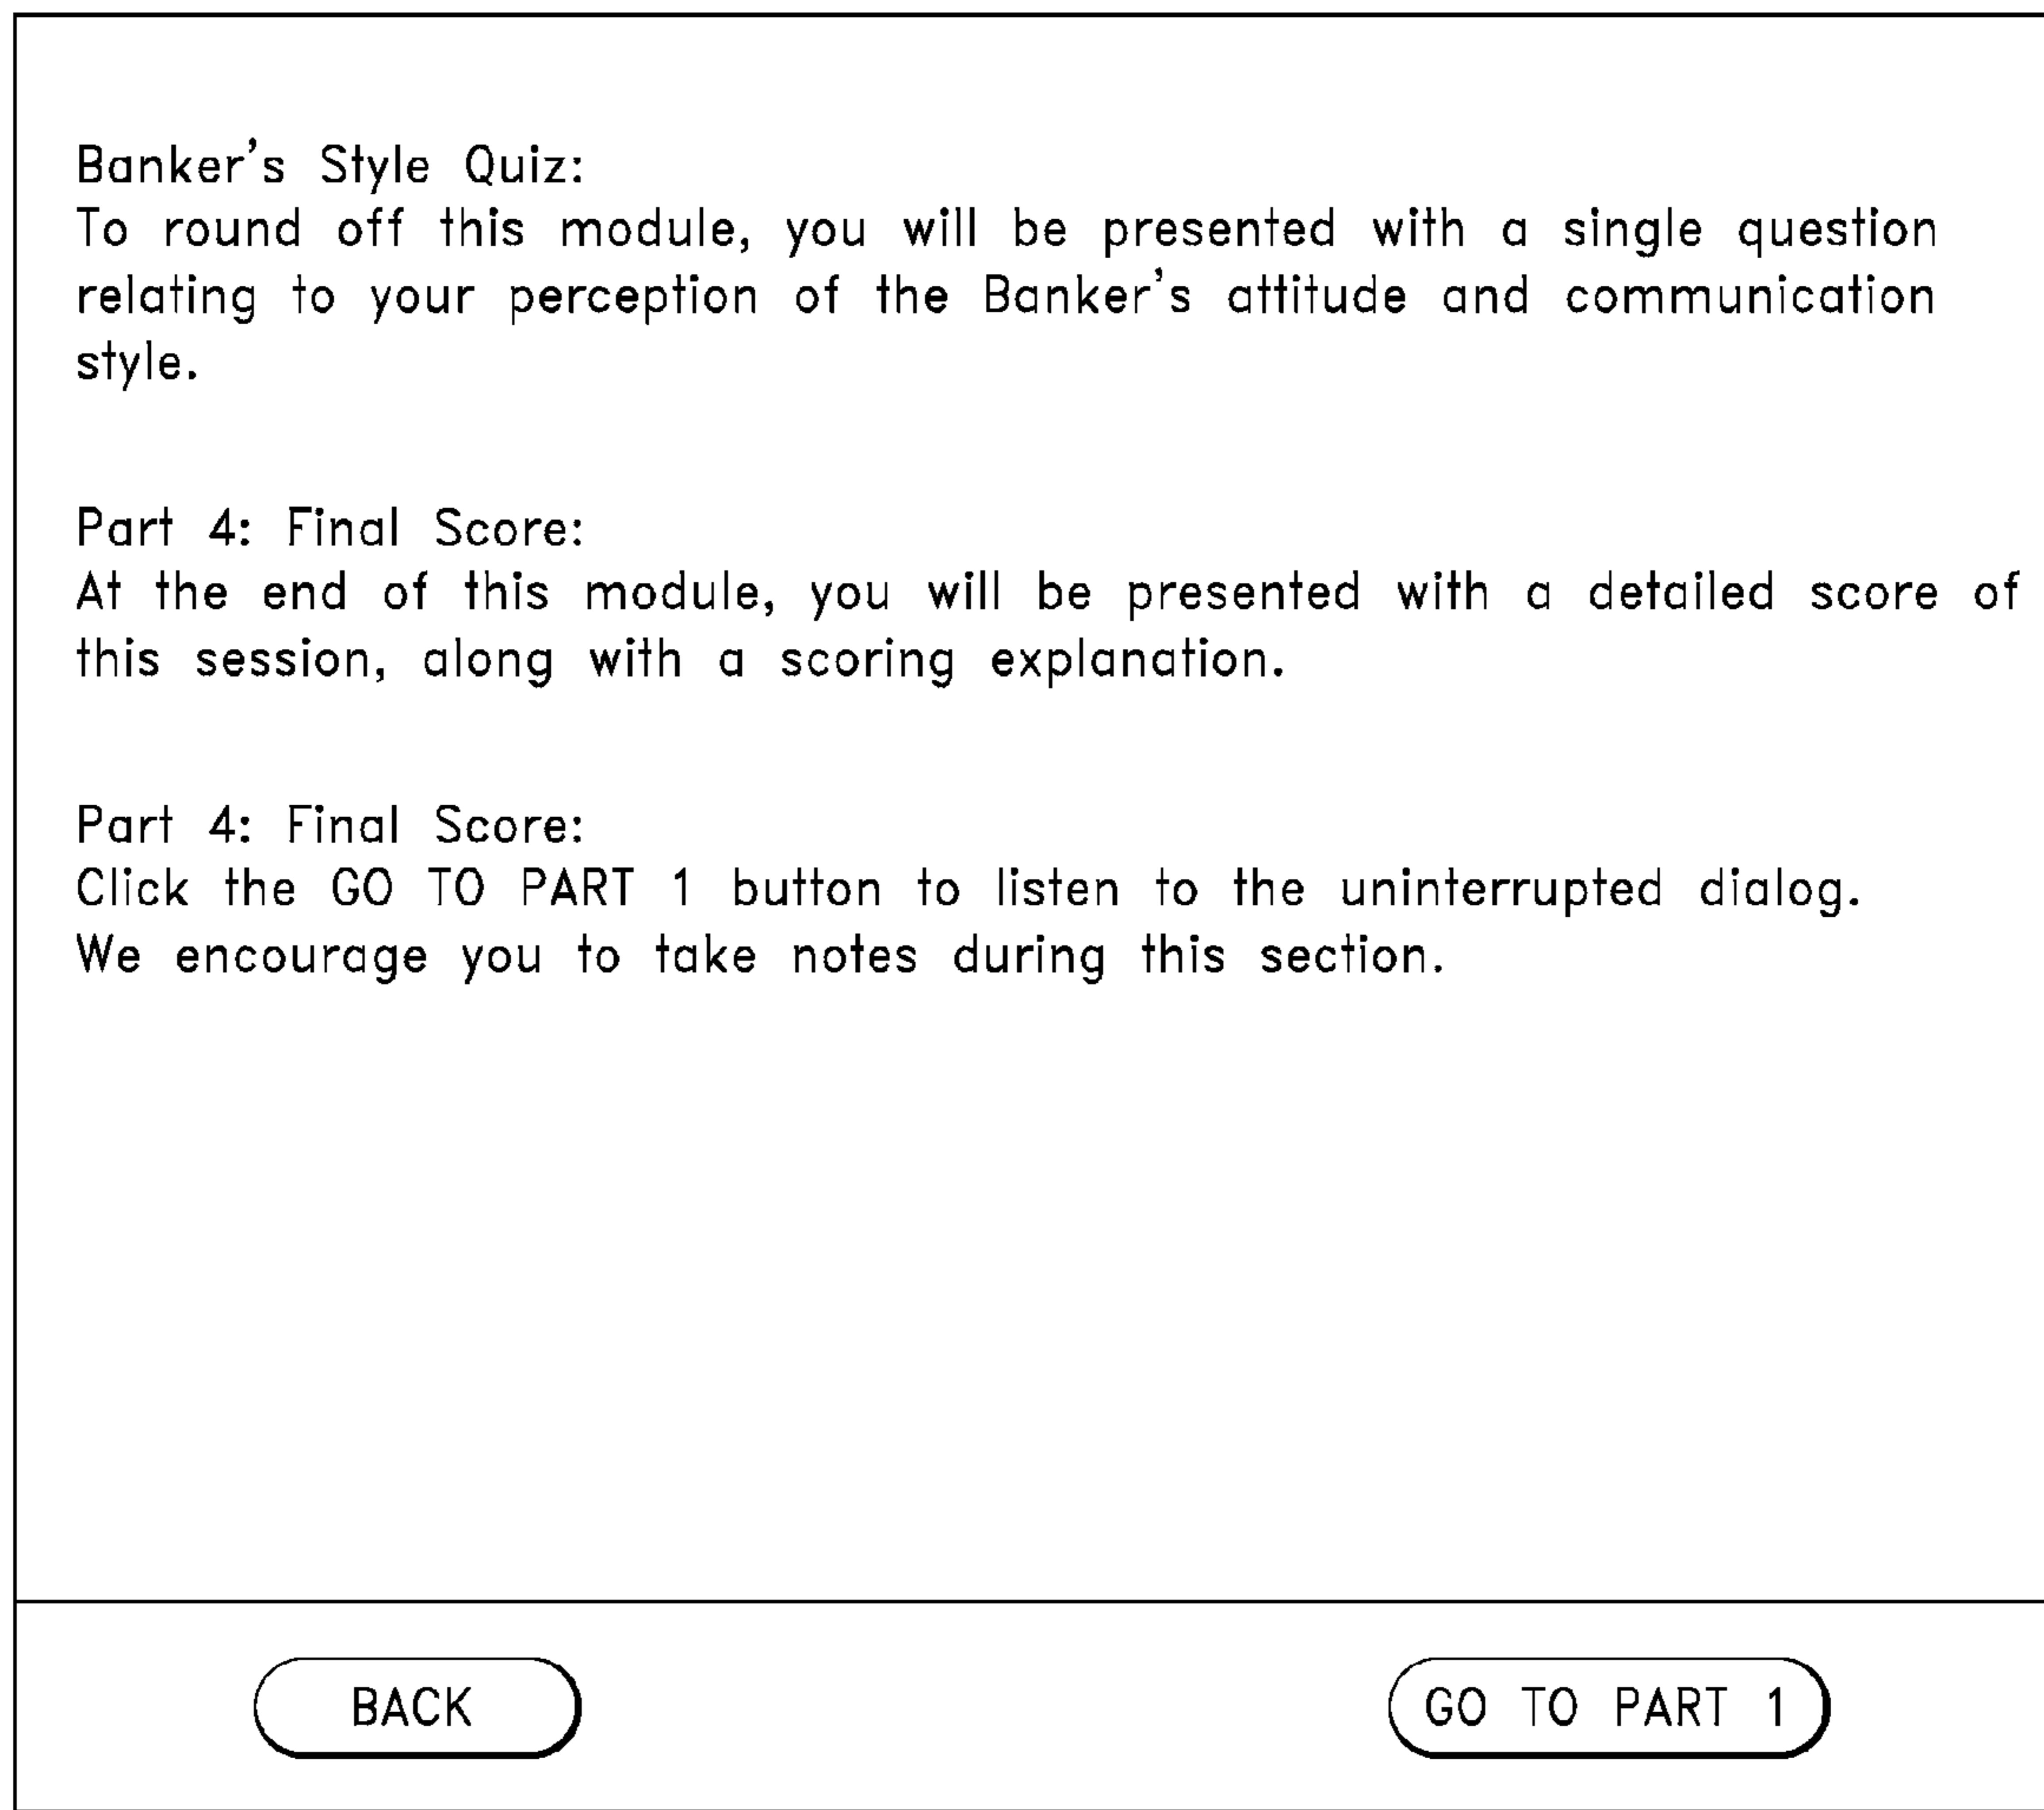 Banker's Style Quiz:
To round off this module, you will be presented with a single question
relating to your perception of the Banker's attitude and communication
style.
Part 4: Final Score:
At the end of this module, you will be presented with a detailed score of
this session, along with a scoring explanation.
Part 4: Final Score:
Click the GO TO PART 1 button to listen to the uninterrupted dialog.
We encourage you to take notes during this section.
BACK
GO TO PART 1